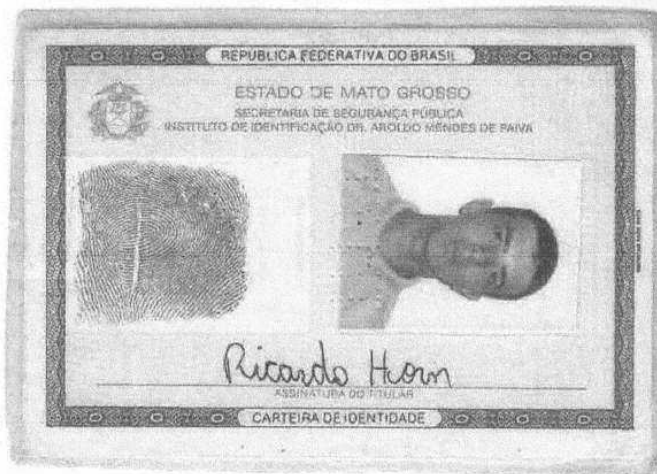 REPÚBLICA FEDERATIVA DO BRASIL
ESTADO DE MATO GROSSO
SECRETARIA DE SEGURANÇA PÚBLICA
INSTITUTO DE IDENTIFICAÇÃO DR. AROLDO MENDES DE PAIVA
Ricardo Horn
ASSINATURA DO TITULAR
CARTEIRA DE IDENTIDADE